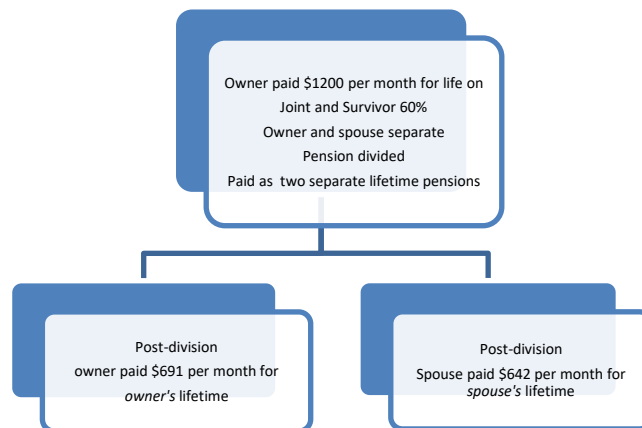 Owner paid $1200 per month for life on
Joint and Survivor 60%
Owner and spouse separate
Pension divided
Paid as two separate lifetime pensions
Post-division
owner paid $691 per month for
owner's lifetime
Post-division
Spouse paid $642 per month for
spouse's lifetime